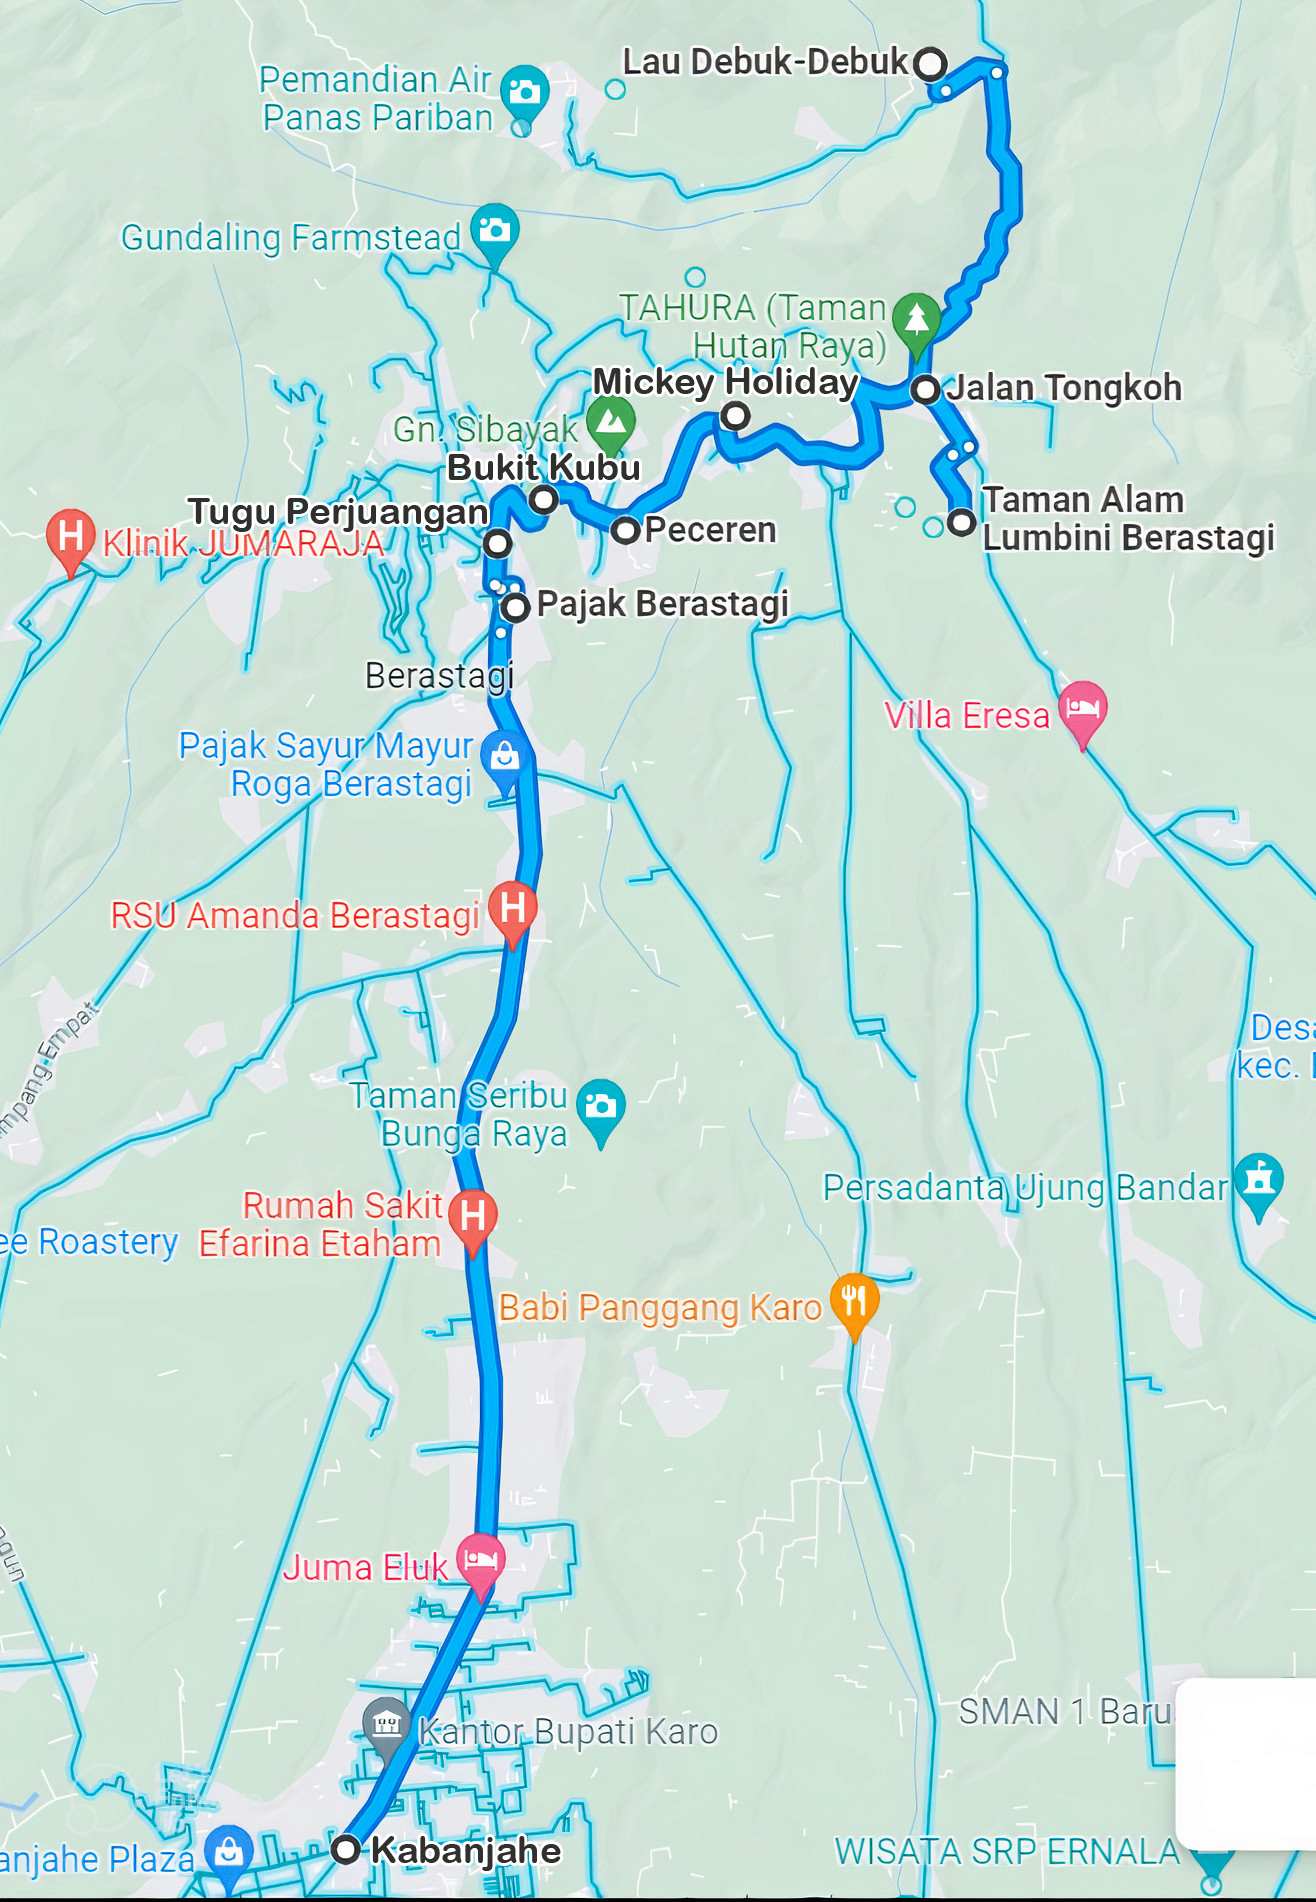 Lau Debuk-Debuk
Pemandian Air
Panas Pariban
Gundaling Farmstead
TAHURA (Taman
Hutan Raya)
Mickey Holiday
Jalan Tongkoh
Gn. Sibayak
Bukit Kubu
Tugu Perjuangan
Taman Alam
Lumbini Berastagi
Peceren
Klinik JUMARAJA
Pajak Berastagi
Berastagi
Villa Eresa
Pajak Sayur Mayur
Roga Berastagi
RSU Amanda Berastagi
mpang Empat
Desa
kec.
Taman Seribu
Bunga Raya
Persadanta Ujung Bandar
Rumah Sakit
Efarina Etaham
ee Roastery
Babi Panggang Karo
Juma Eluk
SMAN 1 Baru
Kantor Bupati Karo
Kabanjahe
anjahe Plaza
WISATA SRP ERNALA